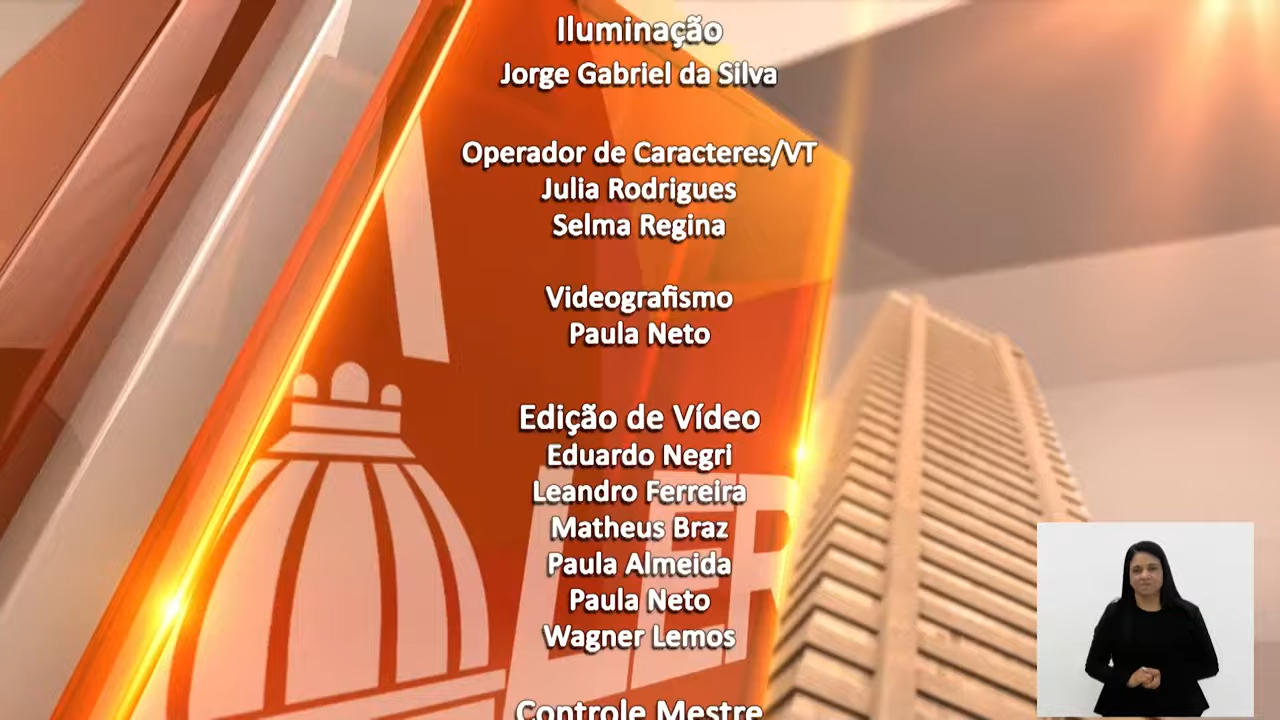 Iluminação
Jorge Gabriel da Silva
Operador de Caracteres/VT
Julia Rodrigues
Selma Regina
Videografismo
Paula Neto
Edição de Vídeo
Eduardo Negri
Leandro Ferreira
Matheus Braz
Paula Almeida
Paula Neto
Wagner Lemos
Controle Mestre